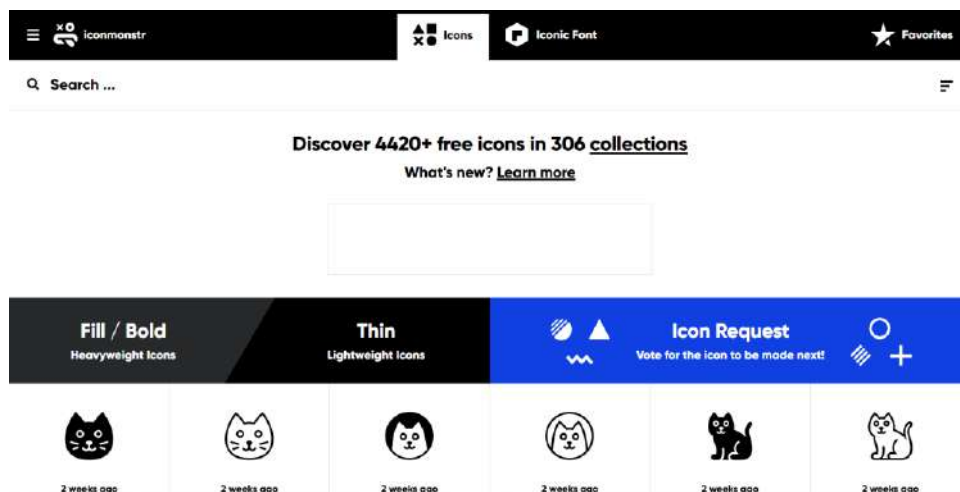 iconmonstr
Icons
Iconic Font
Favorites
Search ...
Discover 4420+ free icons in 306 collections
What's new? Learn more
Fill / Bold
Heavyweight Icons
Thin
Lightweight Icons
Icon Request
Vote for the icon to be made next!
2 weeks ago
2 weeks ago
2 weeks ago
2 weeks ago
2 weeks ago
2 weeks ago